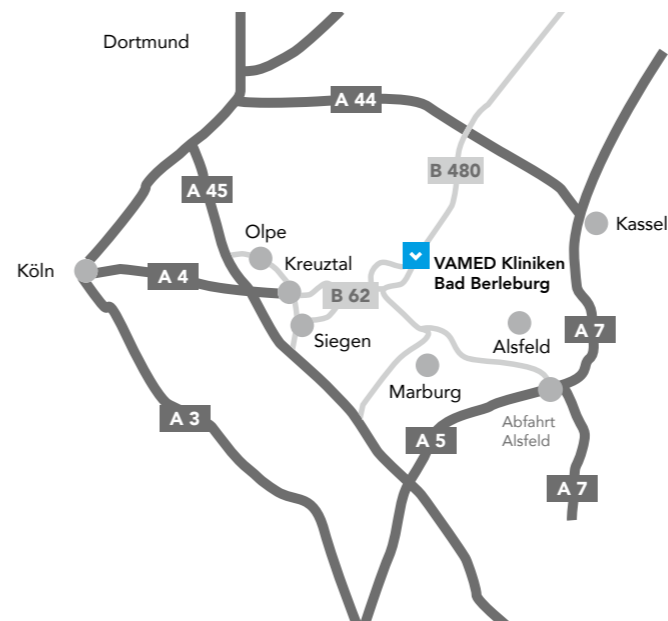 Dortmund
A 44
B 480
A 45
Kassel
Olpe
Kreuztal
VAMED Kliniken
Bad Berleburg
Köln
A 4
B 62
Siegen
Alsfeld
A 7
Marburg
A 3
Abfahrt
Alsfeld
A 5
A 7